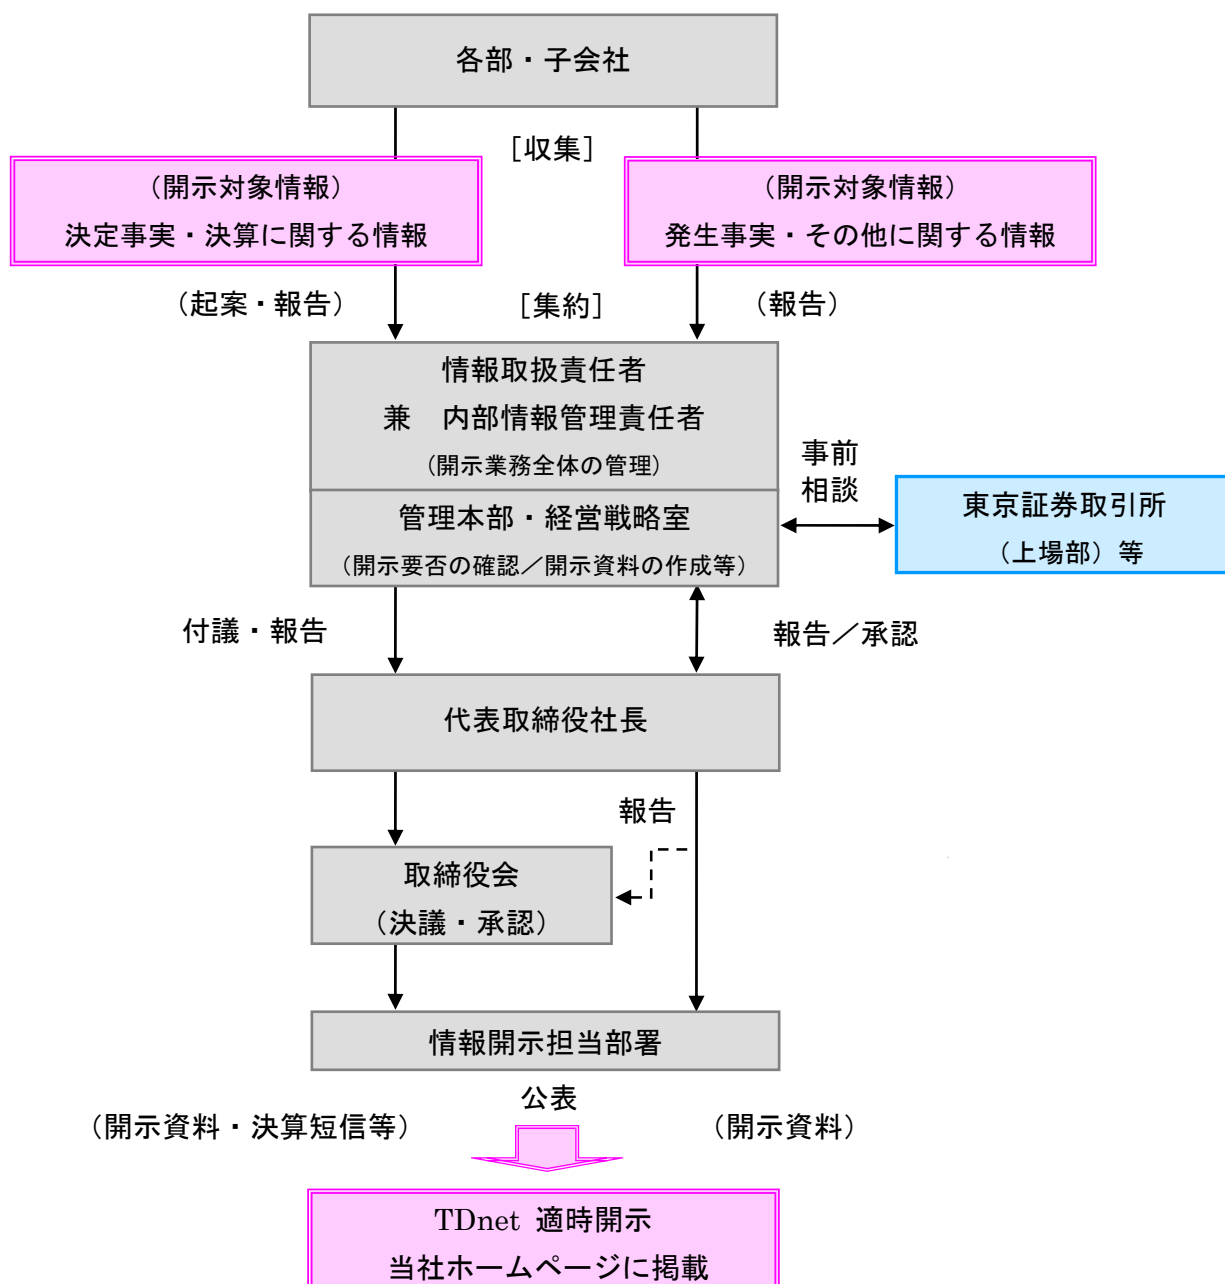 各部・子会社
［収集］
（開示対象情報）
決定事実・決算に関する情報
（開示対象情報）
発生事実・その他に関する情報
（起案・報告）
［集約］
（報告）
情報取扱責任者
兼　内部情報管理責任者
（開示業務全体の管理）
管理本部・経営戦略室
（開示要否の確認／開示資料の作成等）
事前
相談
東京証券取引所
（上場部）等
付議・報告
報告／承認
代表取締役社長
報告
取締役会
（決議・承認）
情報開示担当部署
公表
（開示資料・決算短信等）
（開示資料）
TDnet 適時開示
当社ホームページに掲載